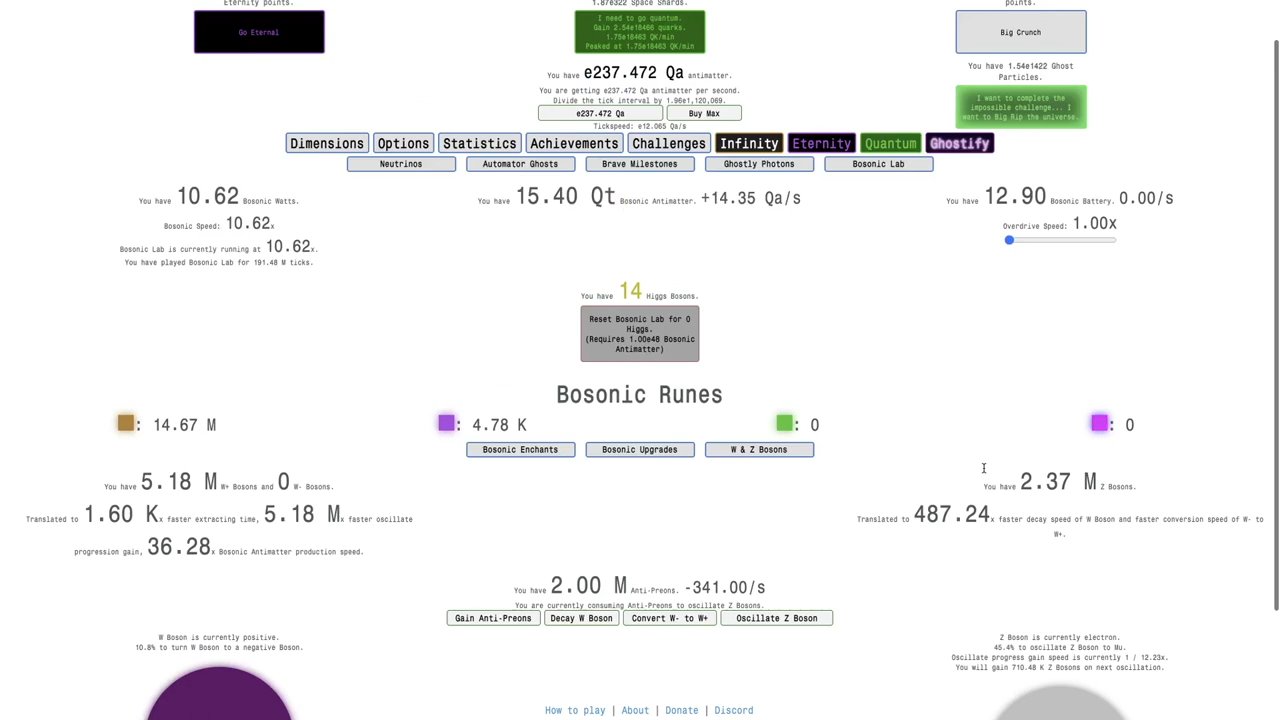 Eternity points.
1.87e322 Space Shards.
points.
Go Eternal
I need to go quantum.
Gain 2.54e18466 quarks.
1.75e18463 QK/min
Peaked at 1.75e18463 QK/min
Big Crunch
You have e237.472 Qa antimatter.
You have 1.54e1422 Ghost
Particles.
You are getting e237.472 Qa antimatter per second.
Divide the tick interval by 1.96e1,120,069.
I want to complete the
impossible challenge... I
want to Big Rip the universe.
e237.472 Qa
Buy Max
Tickspeed: e12.065 Qa/s
Dimensions Options Statistics Achievements Challenges Infinity Eternity Quantum Ghostify
Neutrinos Automator Ghosts Brave Milestones Ghostly Photons Bosonic Lab
You have 10.62 Bosonic Watts.
You have 15.40 Qt Bosonic Antimatter. +14.35 Qa/s
You have 12.90 Bosonic Battery. 0.00/s
Bosonic Speed: 10.62x
Overdrive Speed: 1.00x
Bosonic Lab is currently running at 10.62x.
You have played Bosonic Lab for 191.48 M ticks.
You have 14 Higgs Bosons.
Reset Bosonic Lab for 0
Higgs.
(Requires 1.00e48 Bosonic
Antimatter)
Bosonic Runes
: 14.67 M
: 4.78 K
: 0
: 0
Bosonic Enchants Bosonic Upgrades W & Z Bosons
You have 5.18 M W+ Bosons and 0 W- Bosons.
You have 2.37 M Z Bosons.
Translated to 1.60 Kx faster extracting time, 5.18 Mx faster oscillate
progression gain, 36.28x Bosonic Antimatter production speed.
Translated to 487.24x faster decay speed of W Boson and faster conversion speed of W- to
W+.
You have 2.00 M Anti-Preons. -341.00/s
You are currently consuming Anti-Preons to oscillate Z Bosons.
Gain Anti-Preons Decay W Boson Convert W- to W+ Oscillate Z Boson
W Boson is currently positive.
10.8% to turn W Boson to a negative Boson.
Z Boson is currently electron.
45.4% to oscillate Z Boson to Mu.
Oscillate progress gain speed is currently 1 / 12.23x.
You will gain 710.48 K Z Bosons on next oscillation.
How to play | About | Donate | Discord